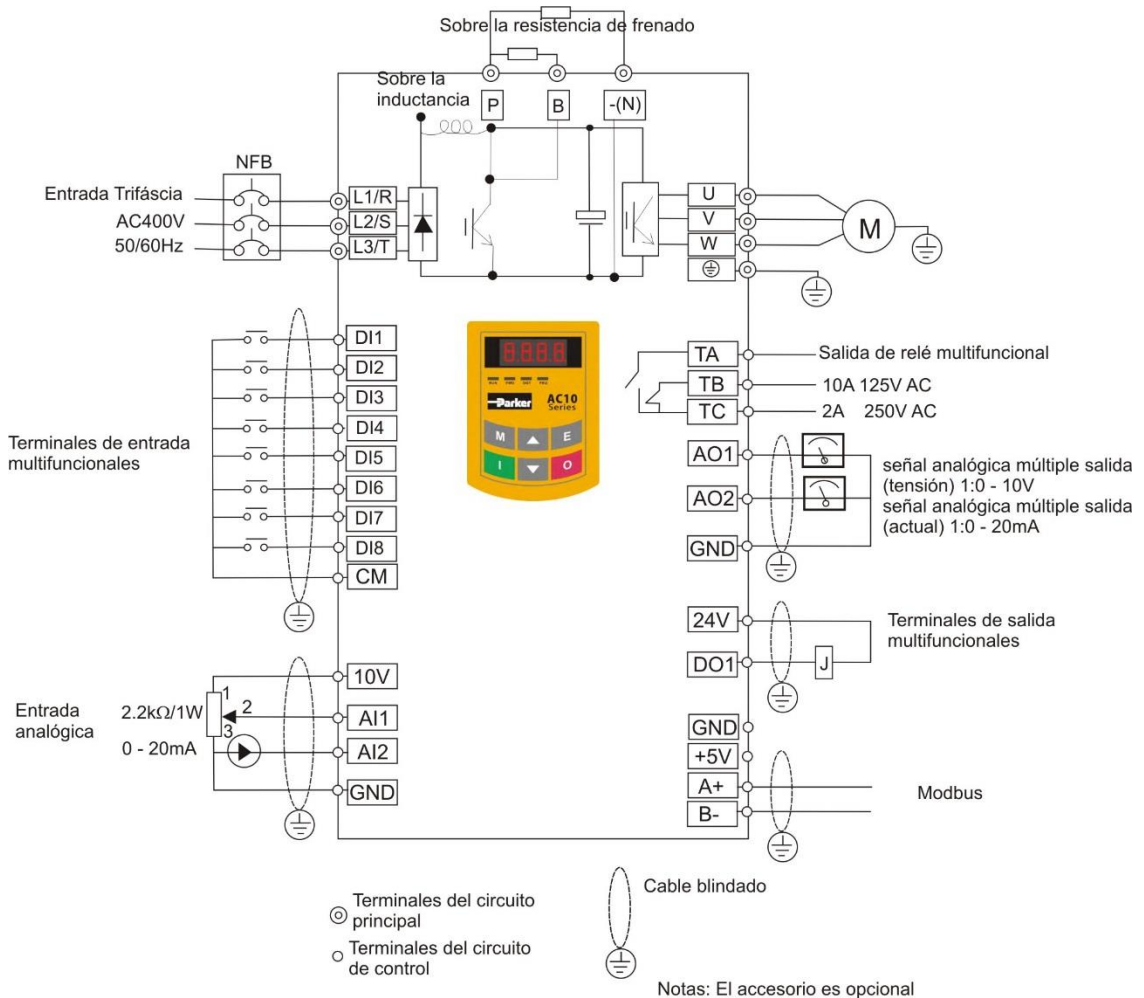 Sobre la resistencia de frenado
Sobre la
inductancia
P
B
-(N)
NFB
Entrada Trifáscia
AC400V
50/60Hz
L1/R
L2/S
L3/T
U
V
W
M
DI1
DI2
DI3
DI4
DI5
DI6
DI7
DI8
CM
Terminales de entrada
multifuncionales
8.8.8.8
RUN FWD DGT FRQ
Parker
AC10
Series
M
E
I
O
TA
TB
TC
Salida de relé multifuncional
10A 125V AC
2A 250V AC
AO1
AO2
GND
señal analógica múltiple salida
(tensión) 1:0 - 10V
señal analógica múltiple salida
(actual) 1:0 - 20mA
24V
DO1
J
Terminales de salida
multifuncionales
Entrada
analógica
2.2kΩ/1W
0 - 20mA
1
2
3
10V
AI1
AI2
GND
GND
+5V
A+
B-
Modbus
Terminales del circuito
principal
Terminales del circuito
de control
Cable blindado
Notas: El accesorio es opcional